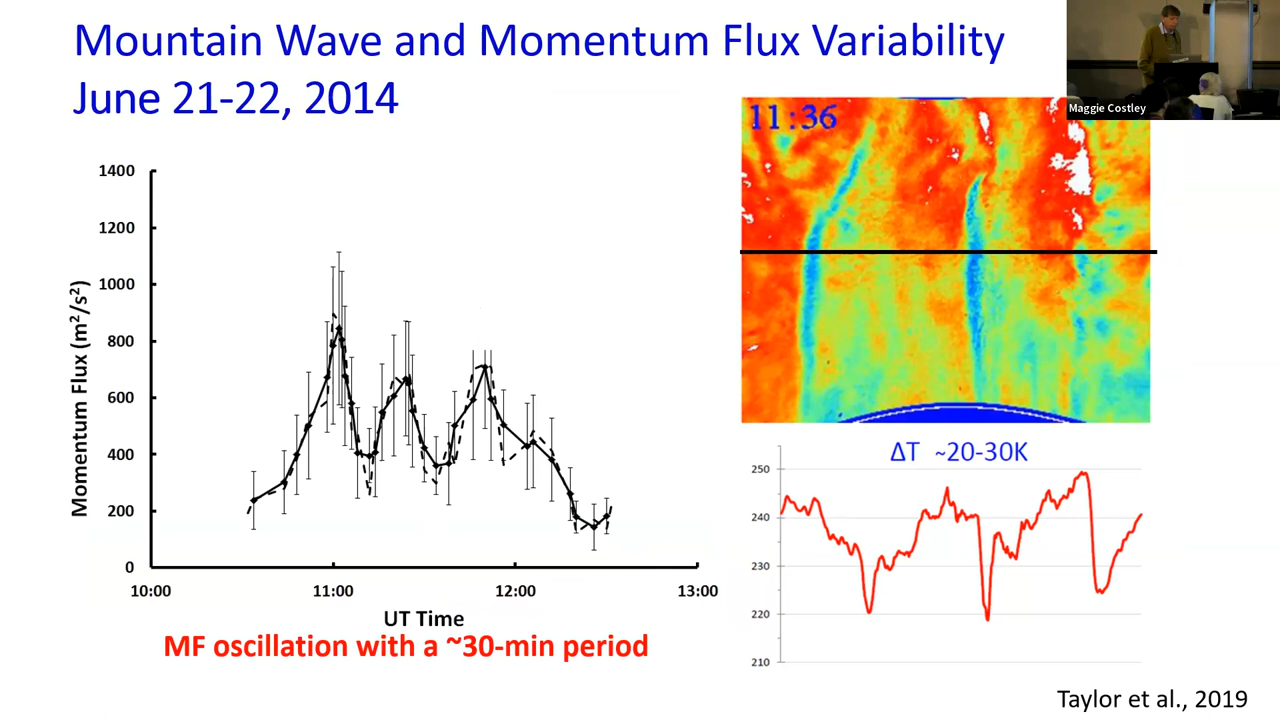 Mountain Wave and Momentum Flux Variability
June 21-22, 2014
Maggie Costley
11:36
1400
1200
1000
800
600
400
200
0
Momentum Flux (m²/s²)
10:00
11:00
12:00
13:00
UT Time
MF oscillation with a ~30-min period
ΔT ~20-30K
250
240
230
220
210
Taylor et al., 2019